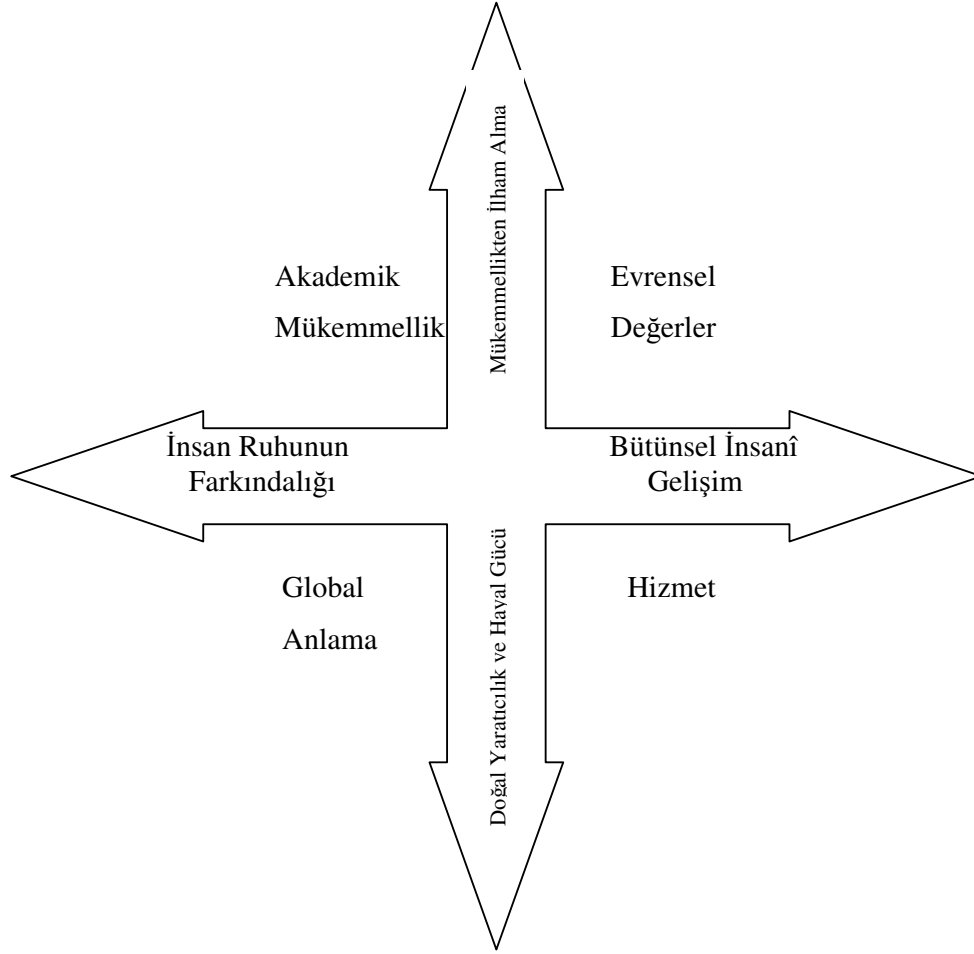 Mükemmellikten İlham Alma
Akademik
Mükemmellik
Evrensel
Değerler
İnsan Ruhunun
Farkındalığı
Bütünsel İnsanî
Gelişim
Doğal Yaratıcılık ve Hayal Gücü
Global
Anlama
Hizmet